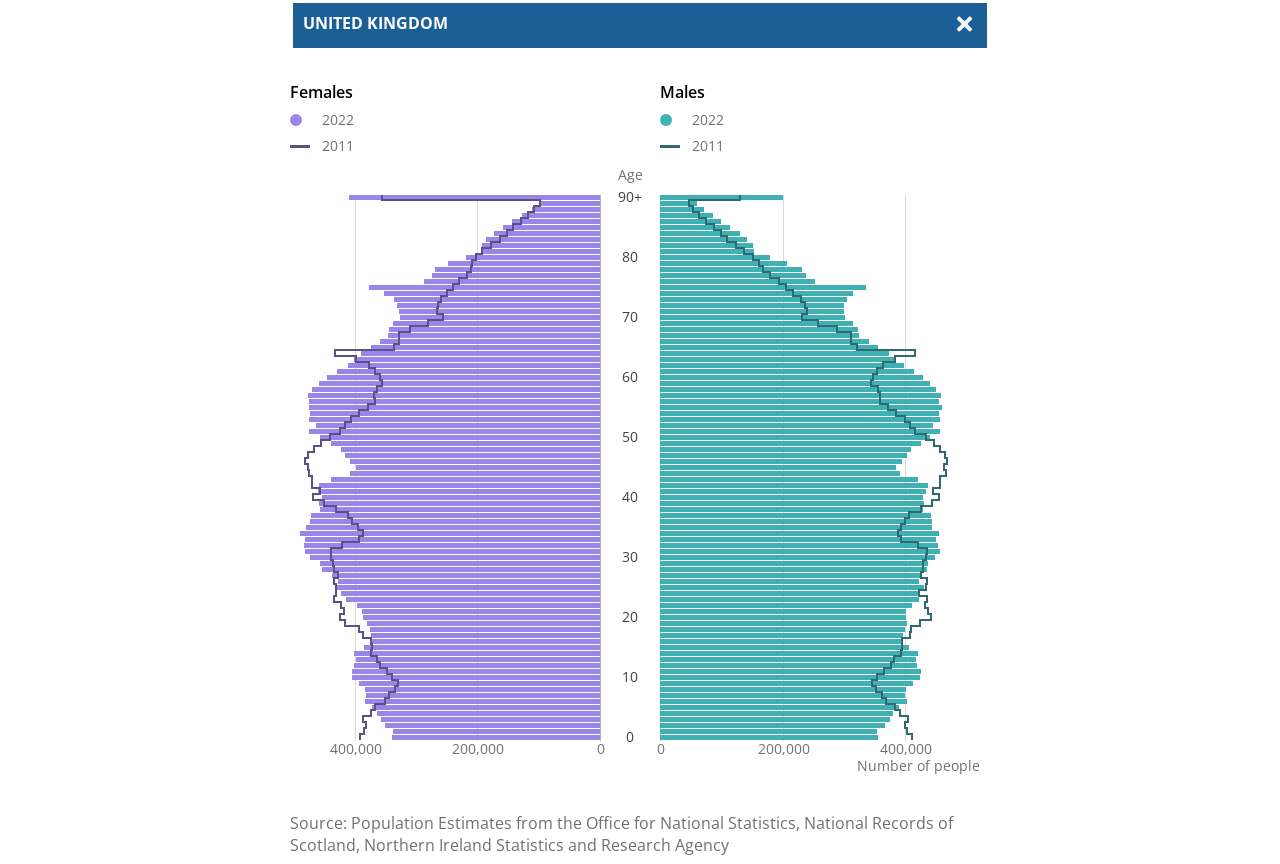 UNITED KINGDOM
Females
2022
2011
Males
2022
2011
Age
90+
80
70
60
50
40
30
20
10
0
400,000 200,000 0
0 200,000 400,000
Number of people
Source: Population Estimates from the Office for National Statistics, National Records of
Scotland, Northern Ireland Statistics and Research Agency